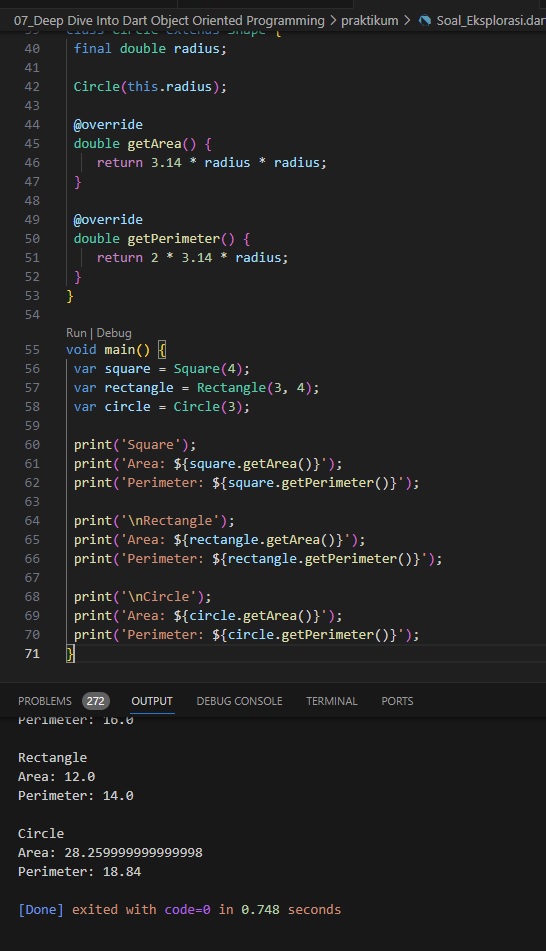 07_Deep Dive Into Dart Object Oriented Programming > praktikum > Soal_Eksplorasi.dar
39 class Circle extends Shape {
40 final double radius;
41
42 Circle(this.radius);
43
44 @override
45 double getArea() {
46 return 3.14 * radius * radius;
47 }
48
49 @override
50 double getPerimeter() {
51 return 2 * 3.14 * radius;
52 }
53 }
54
Run | Debug
55 void main() {
56 var square = Square(4);
57 var rectangle = Rectangle(3, 4);
58 var circle = Circle(3);
59
60 print('Square');
61 print('Area: ${square.getArea()}');
62 print('Perimeter: ${square.getPerimeter()}');
63
64 print('\nRectangle');
65 print('Area: ${rectangle.getArea()}');
66 print('Perimeter: ${rectangle.getPerimeter()}');
67
68 print('\nCircle');
69 print('Area: ${circle.getArea()}');
70 print('Perimeter: ${circle.getPerimeter()}');
71 }
PROBLEMS 272 OUTPUT DEBUG CONSOLE TERMINAL PORTS
Perimeter: 16.0
Rectangle
Area: 12.0
Perimeter: 14.0
Circle
Area: 28.259999999999998
Perimeter: 18.84
[Done] exited with code=0 in 0.748 seconds